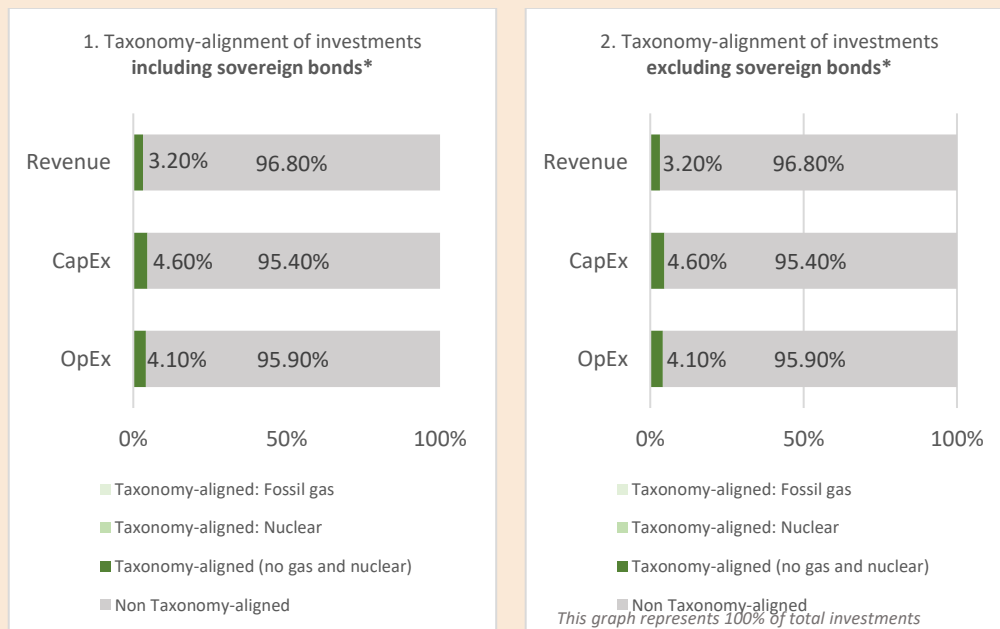 1. Taxonomy-alignment of investments
including sovereign bonds*
Revenue 3.20% 96.80%
CapEx 4.60% 95.40%
OpEx 4.10% 95.90%
0% 50% 100%
Taxonomy-aligned: Fossil gas
Taxonomy-aligned: Nuclear
Taxonomy-aligned (no gas and nuclear)
Non Taxonomy-aligned
2. Taxonomy-alignment of investments
excluding sovereign bonds*
Revenue 3.20% 96.80%
CapEx 4.60% 95.40%
OpEx 4.10% 95.90%
0% 50% 100%
Taxonomy-aligned: Fossil gas
Taxonomy-aligned: Nuclear
Taxonomy-aligned (no gas and nuclear)
Non Taxonomy-aligned
This graph represents 100% of total investments